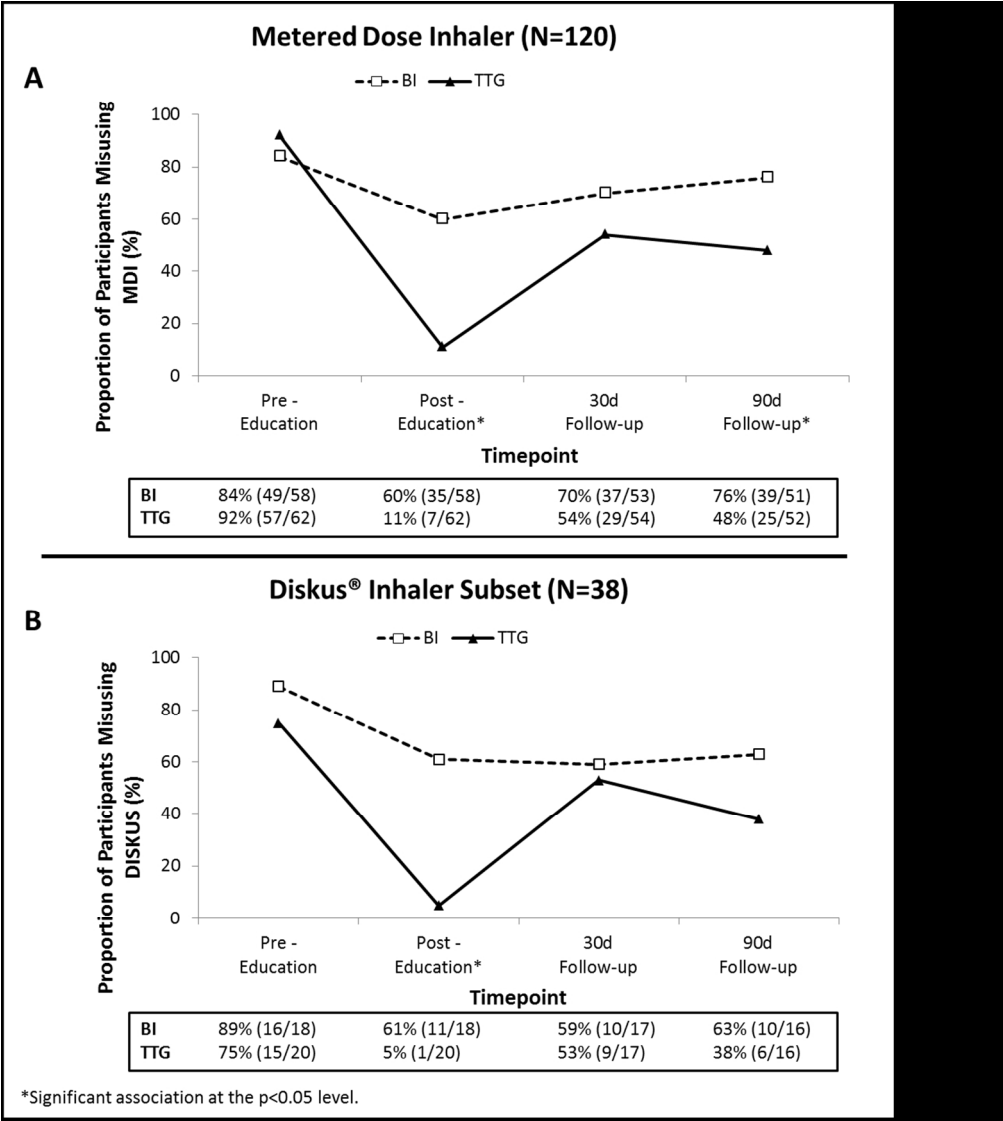 Metered Dose Inhaler (N=120)
A
BI TTG
Proportion of Participants Misusing
MDI (%)
100
80
60
40
20
0
Pre - Post - 30d 90d
Education Education* Follow-up Follow-up*
Timepoint
BI 84% (49/58) 60% (35/58) 70% (37/53) 76% (39/51)
TTG 92% (57/62) 11% (7/62) 54% (29/54) 48% (25/52)
Diskus® Inhaler Subset (N=38)
B
BI TTG
Proportion of Participants Misusing
DISKUS (%)
100
80
60
40
20
0
Pre - Post - 30d 90d
Education Education* Follow-up Follow-up
Timepoint
BI 89% (16/18) 61% (11/18) 59% (10/17) 63% (10/16)
TTG 75% (15/20) 5% (1/20) 53% (9/17) 38% (6/16)
*Significant association at the p<0.05 level.